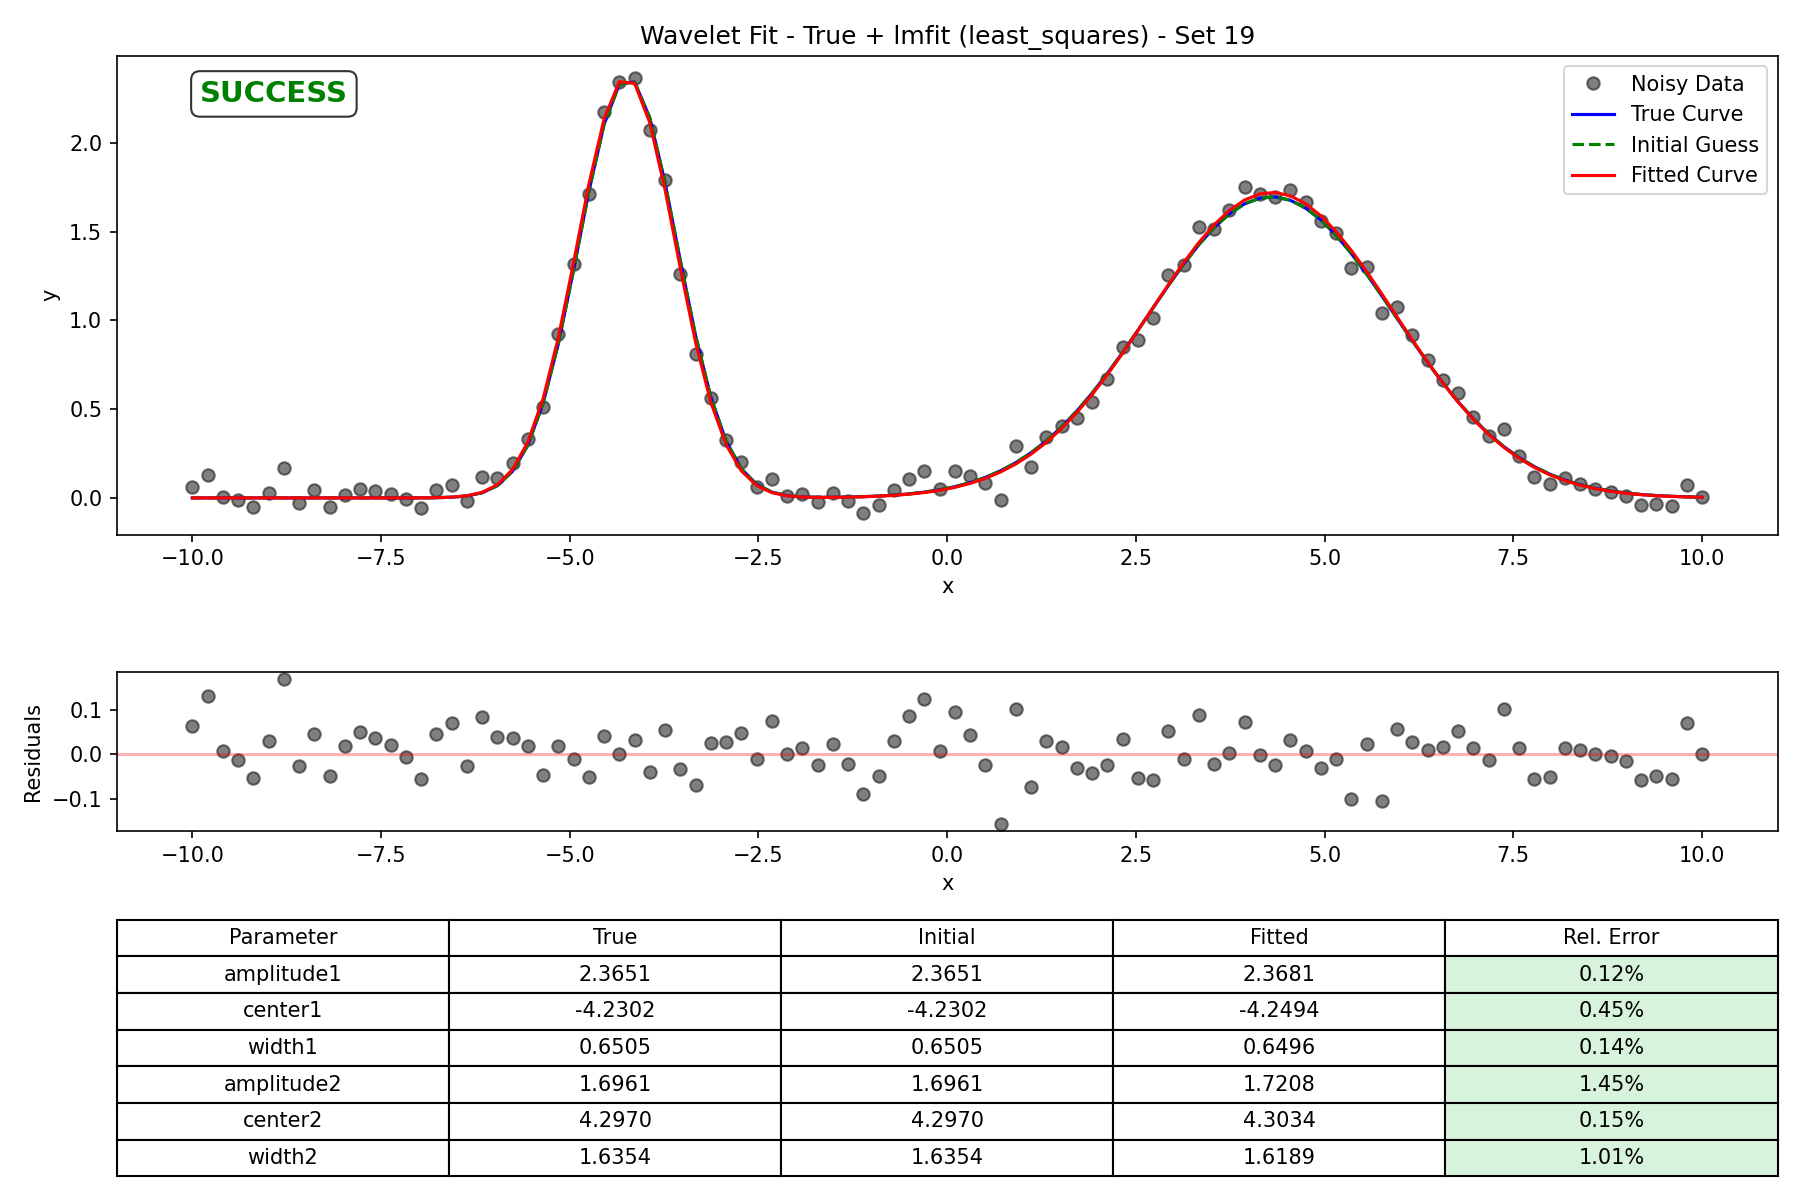 Wavelet Fit - True + lmfit (least_squares) - Set 19
SUCCESS
Noisy Data
True Curve
Initial Guess
Fitted Curve
y
2.0
1.5
1.0
0.5
0.0
−10.0 −7.5 −5.0 −2.5 0.0 2.5 5.0 7.5 10.0
x
Residuals
0.1
0.0
−0.1
−10.0 −7.5 −5.0 −2.5 0.0 2.5 5.0 7.5 10.0
x
Parameter True Initial Fitted Rel. Error
amplitude1 2.3651 2.3651 2.3681 0.12%
center1 -4.2302 -4.2302 -4.2494 0.45%
width1 0.6505 0.6505 0.6496 0.14%
amplitude2 1.6961 1.6961 1.7208 1.45%
center2 4.2970 4.2970 4.3034 0.15%
width2 1.6354 1.6354 1.6189 1.01%